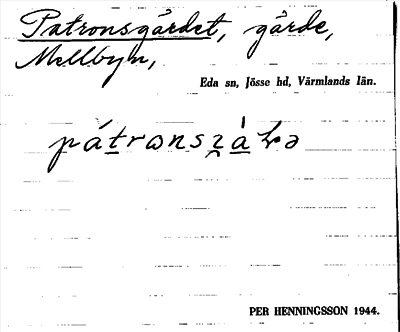 Patronsgärdet, gärde,
Mellbyn,
Eda sn, Jösse hd, Värmlands län.
PER HENNINGSSON 1944.